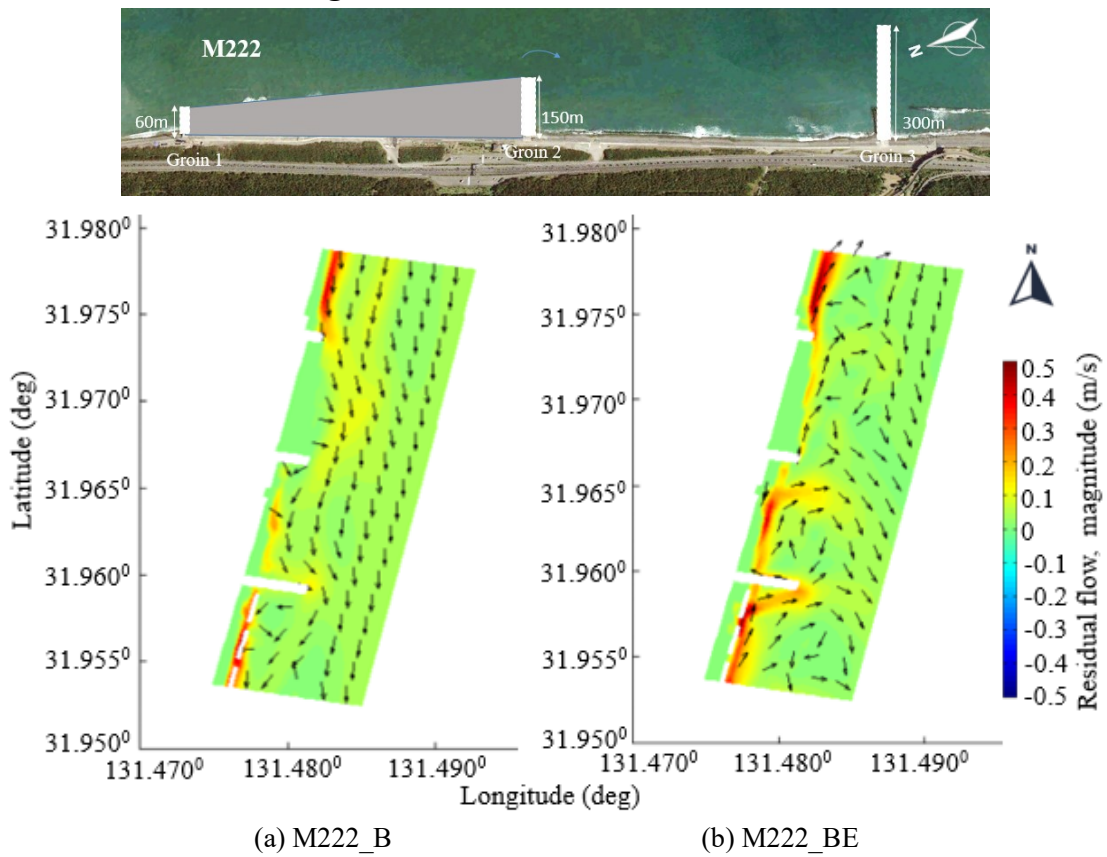 M222
N
60m
150m
300m
Groin 1
Groin 2
Groin 3
31.980⁰
31.975⁰
31.970⁰
31.965⁰
31.960⁰
31.955⁰
31.950⁰
Latitude (deg)
131.470⁰ 131.480⁰ 131.490⁰
31.980⁰
31.975⁰
31.970⁰
31.965⁰
31.960⁰
31.955⁰
31.950⁰
131.470⁰ 131.480⁰ 131.490⁰
N
0.5
0.4
0.3
0.2
0.1
0
-0.1
-0.2
-0.3
-0.4
-0.5
Residual flow, magnitude (m/s)
Longitude (deg)
(a) M222_B
(b) M222_BE